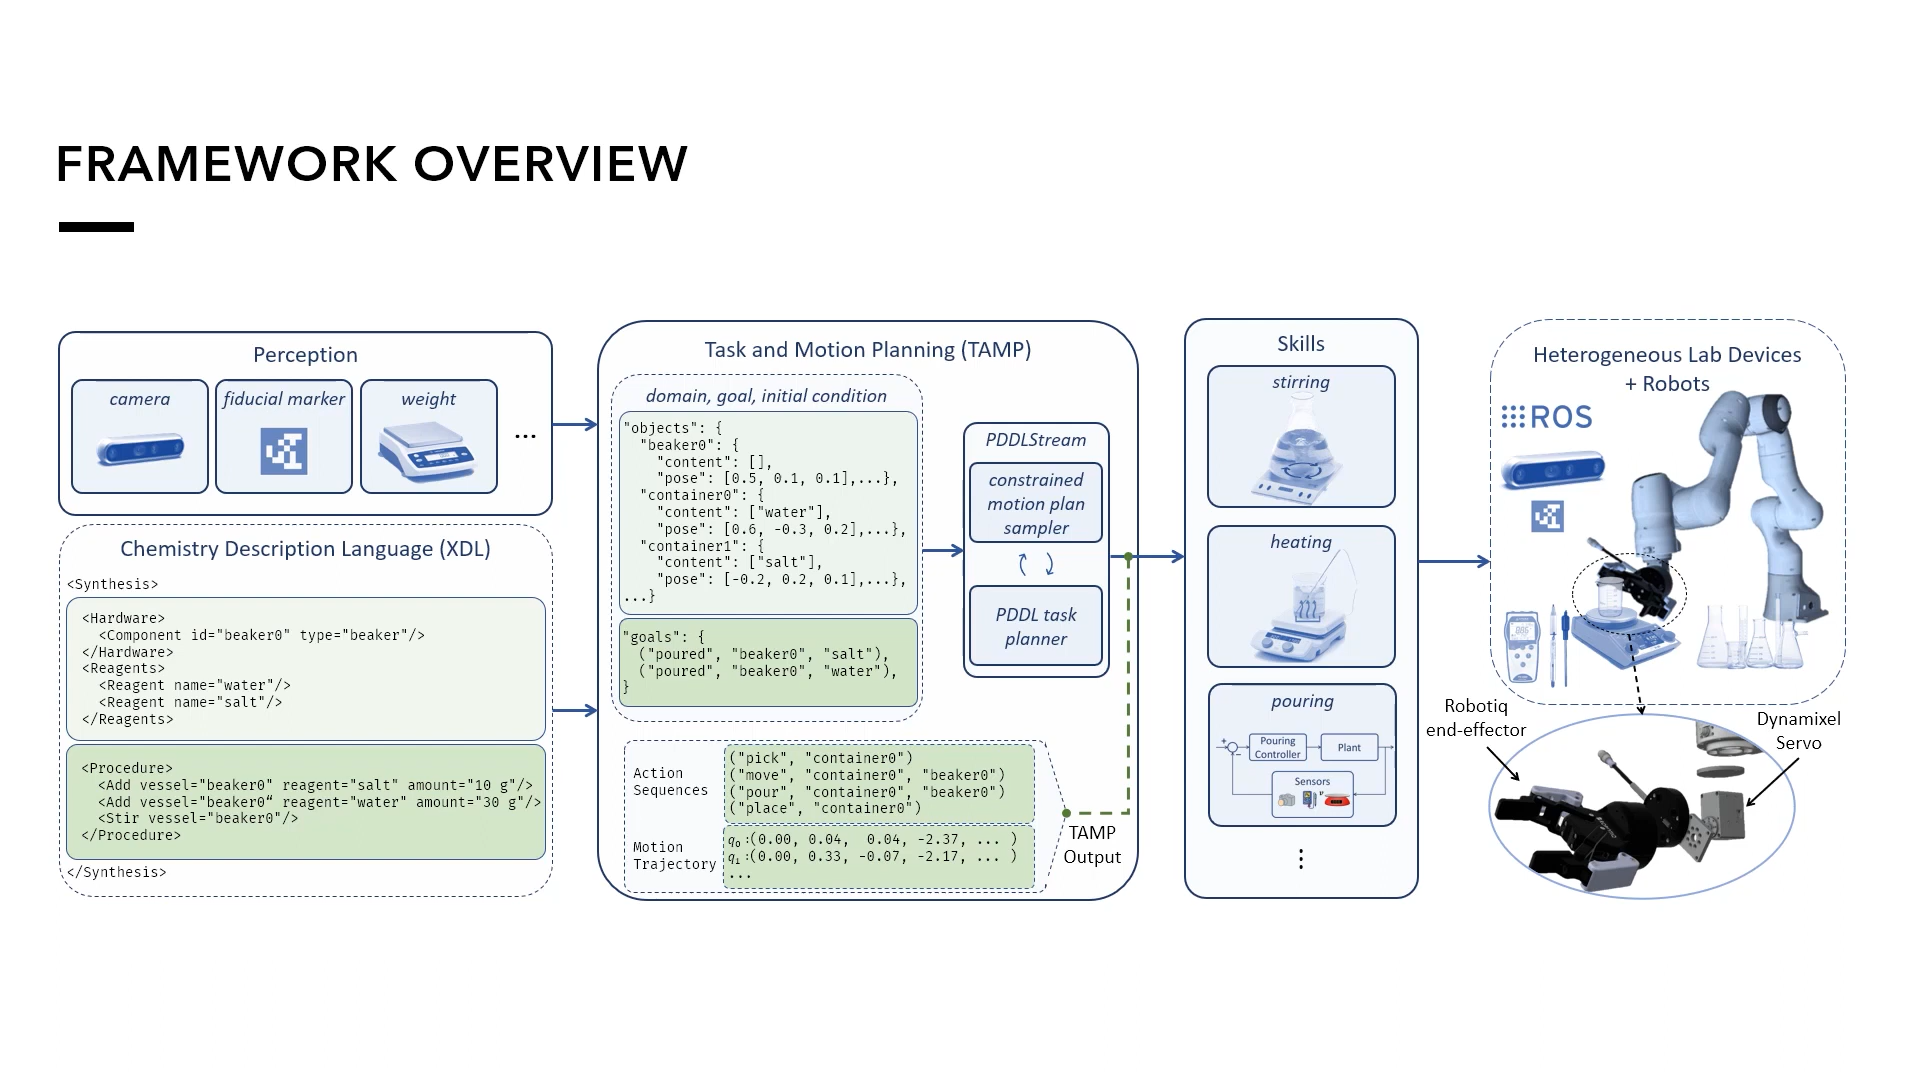 FRAMEWORK OVERVIEW
Perception
camera
fiducial marker
weight
...
Chemistry Description Language (XDL)
<Synthesis>
<Hardware>
<Component id="beaker0" type="beaker"/>
</Hardware>
<Reagents>
<Reagent name="water"/>
<Reagent name="salt"/>
</Reagents>
<Procedure>
<Add vessel="beaker0" reagent="salt" amount="10 g"/>
<Add vessel="beaker0“ reagent="water" amount="30 g"/>
<Stir vessel="beaker0"/>
</Procedure>
</Synthesis>
Task and Motion Planning (TAMP)
domain, goal, initial condition
"objects": {
"beaker0": {
"content": [],
"pose": [0.5, 0.1, 0.1],...},
"container0": {
"content": ["water"],
"pose": [0.6, -0.3, 0.2],...},
"container1": {
"content": ["salt"],
"pose": [-0.2, 0.2, 0.1],...},
...}
"goals": {
("poured", "beaker0", "salt"),
("poured", "beaker0", "water"),
}
PDDLStream
constrained
motion plan
sampler
PDDL task
planner
Action
Sequences
("pick", "container0")
("move", "container0", "beaker0")
("pour", "container0", "beaker0")
("place", "container0")
Motion
Trajectory
q₀:(0.00, 0.04, 0.04, -2.37, ... )
q₁:(0.00, 0.33, -0.07, -2.17, ... )
...
TAMP
Output
Skills
stirring
heating
pouring
+
−
Pouring
Controller
Plant
Sensors
Heterogeneous Lab Devices
+ Robots
ROS
Robotiq
end-effector
Dynamixel
Servo